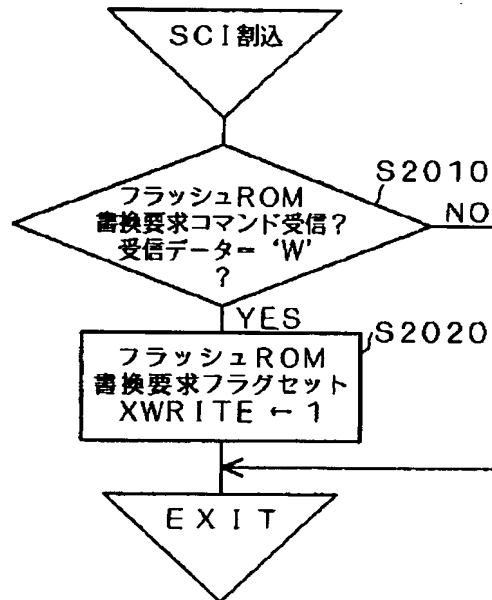 SCI割込
S2010
フラッシュROM
書換要求コマンド受信?
受信データ=‘W’
?
NO
YES
S2020
フラッシュROM
書換要求フラグセット
XWRITE ← 1
EXIT